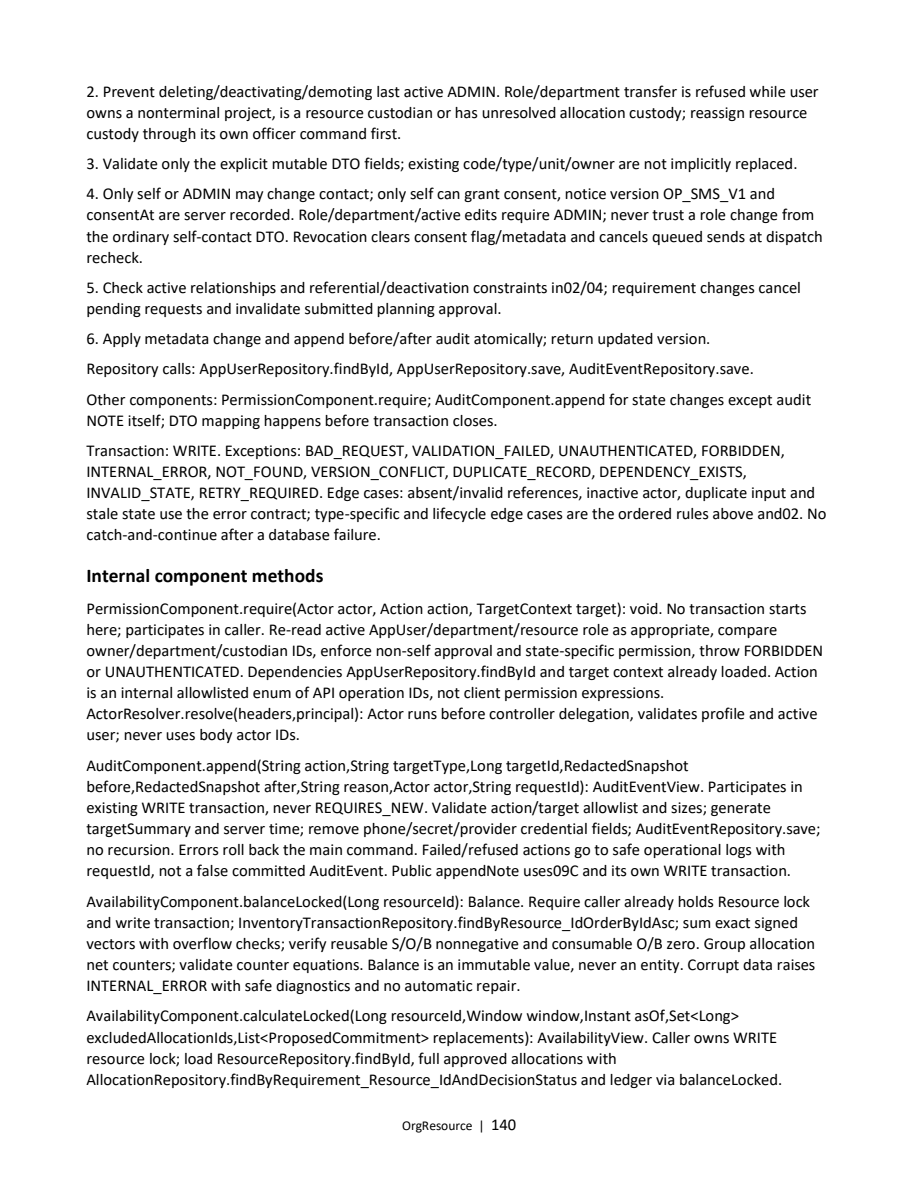 2. Prevent deleting/deactivating/demoting last active ADMIN. Role/department transfer is refused while user
owns a nonterminal project, is a resource custodian or has unresolved allocation custody; reassign resource
custody through its own officer command first.
3. Validate only the explicit mutable DTO fields; existing code/type/unit/owner are not implicitly replaced.
4. Only self or ADMIN may change contact; only self can grant consent, notice version OP_SMS_V1 and
consentAt are server recorded. Role/department/active edits require ADMIN; never trust a role change from
the ordinary self-contact DTO. Revocation clears consent flag/metadata and cancels queued sends at dispatch
recheck.
5. Check active relationships and referential/deactivation constraints in02/04; requirement changes cancel
pending requests and invalidate submitted planning approval.
6. Apply metadata change and append before/after audit atomically; return updated version.
Repository calls: AppUserRepository.findById, AppUserRepository.save, AuditEventRepository.save.
Other components: PermissionComponent.require; AuditComponent.append for state changes except audit
NOTE itself; DTO mapping happens before transaction closes.
Transaction: WRITE. Exceptions: BAD_REQUEST, VALIDATION_FAILED, UNAUTHENTICATED, FORBIDDEN,
INTERNAL_ERROR, NOT_FOUND, VERSION_CONFLICT, DUPLICATE_RECORD, DEPENDENCY_EXISTS,
INVALID_STATE, RETRY_REQUIRED. Edge cases: absent/invalid references, inactive actor, duplicate input and
stale state use the error contract; type-specific and lifecycle edge cases are the ordered rules above and02. No
catch-and-continue after a database failure.
Internal component methods
PermissionComponent.require(Actor actor, Action action, TargetContext target): void. No transaction starts
here; participates in caller. Re-read active AppUser/department/resource role as appropriate, compare
owner/department/custodian IDs, enforce non-self approval and state-specific permission, throw FORBIDDEN
or UNAUTHENTICATED. Dependencies AppUserRepository.findById and target context already loaded. Action
is an internal allowlisted enum of API operation IDs, not client permission expressions.
ActorResolver.resolve(headers,principal): Actor runs before controller delegation, validates profile and active
user; never uses body actor IDs.
AuditComponent.append(String action,String targetType,Long targetId,RedactedSnapshot
before,RedactedSnapshot after,String reason,Actor actor,String requestId): AuditEventView. Participates in
existing WRITE transaction, never REQUIRES_NEW. Validate action/target allowlist and sizes; generate
targetSummary and server time; remove phone/secret/provider credential fields; AuditEventRepository.save;
no recursion. Errors roll back the main command. Failed/refused actions go to safe operational logs with
requestId, not a false committed AuditEvent. Public appendNote uses09C and its own WRITE transaction.
AvailabilityComponent.balanceLocked(Long resourceId): Balance. Require caller already holds Resource lock
and write transaction; InventoryTransactionRepository.findByResource_IdOrderByIdAsc; sum exact signed
vectors with overflow checks; verify reusable S/O/B nonnegative and consumable O/B zero. Group allocation
net counters; validate counter equations. Balance is an immutable value, never an entity. Corrupt data raises
INTERNAL_ERROR with safe diagnostics and no automatic repair.
AvailabilityComponent.calculateLocked(Long resourceId,Window window,Instant asOf,Set<Long>
excludedAllocationIds,List<ProposedCommitment> replacements): AvailabilityView. Caller owns WRITE
resource lock; load ResourceRepository.findById, full approved allocations with
AllocationRepository.findByRequirement_Resource_IdAndDecisionStatus and ledger via balanceLocked.
OrgResource | 140